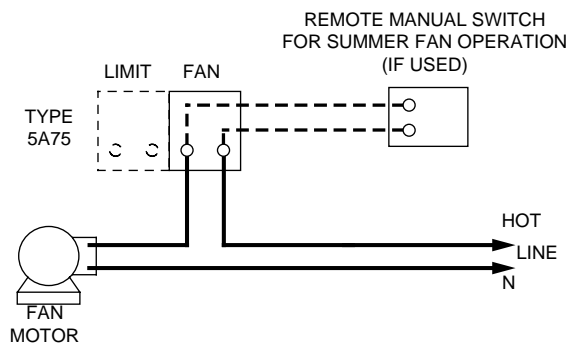 REMOTE MANUAL SWITCH
FOR SUMMER FAN OPERATION
(IF USED)
LIMIT FAN
TYPE
5A75
HOT
LINE
N
FAN
MOTOR